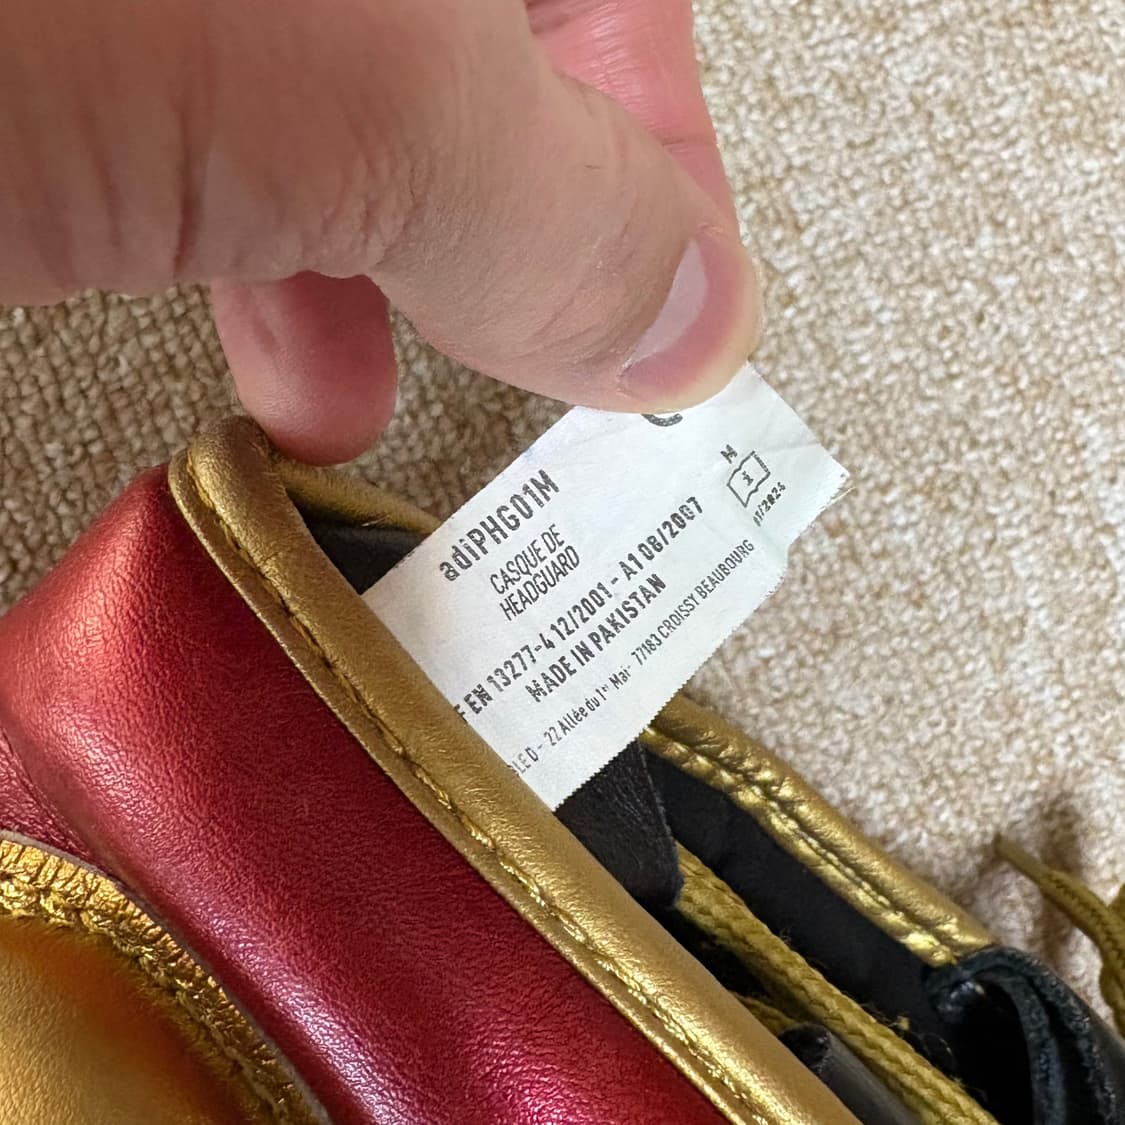 adiPHG01M
CASQUE DE
HEADGUARD
EN 13277-4 12/2001 - A1 08/2007
MADE IN PAKISTAN
22 Allée du 1er Mai- 77183 CROISSY BEAUBOURG
M
i